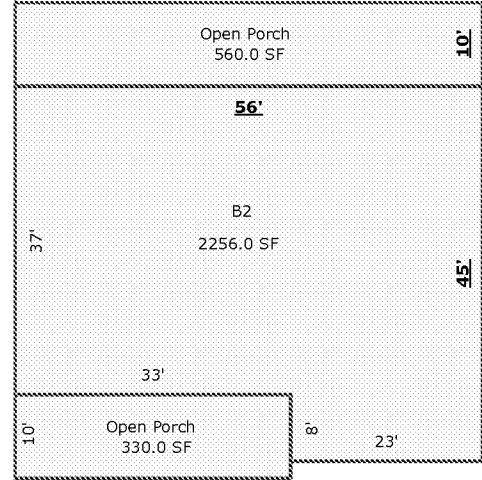 Open Porch
560.0 SF
10'
56'
B2
2256.0 SF
37'
45'
33'
Open Porch
330.0 SF
10'
8'
23'